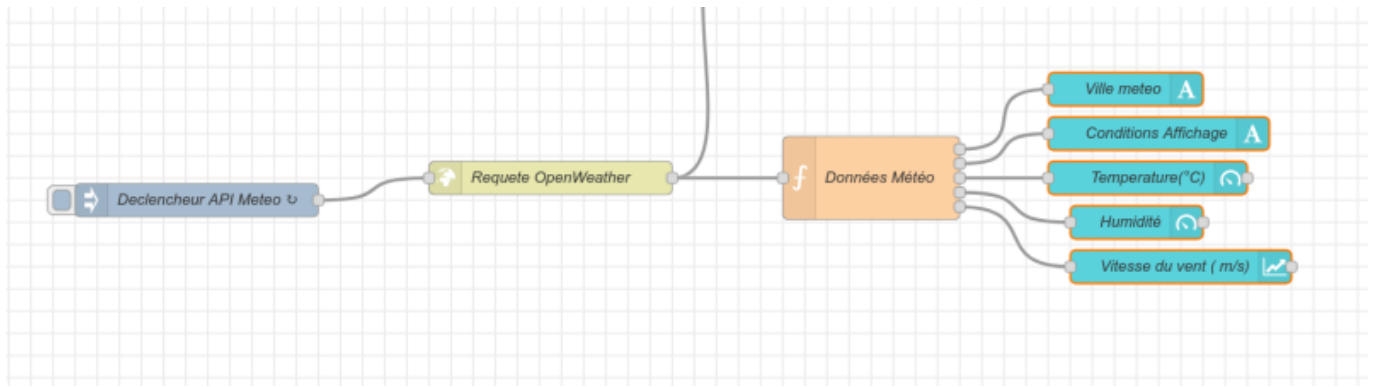 Ville meteo A
Conditions Affichage A
Declencheur API Meteo ↻
Requete OpenWeather
f Données Météo
Temperature(°C)
Humidité
Vitesse du vent ( m/s)